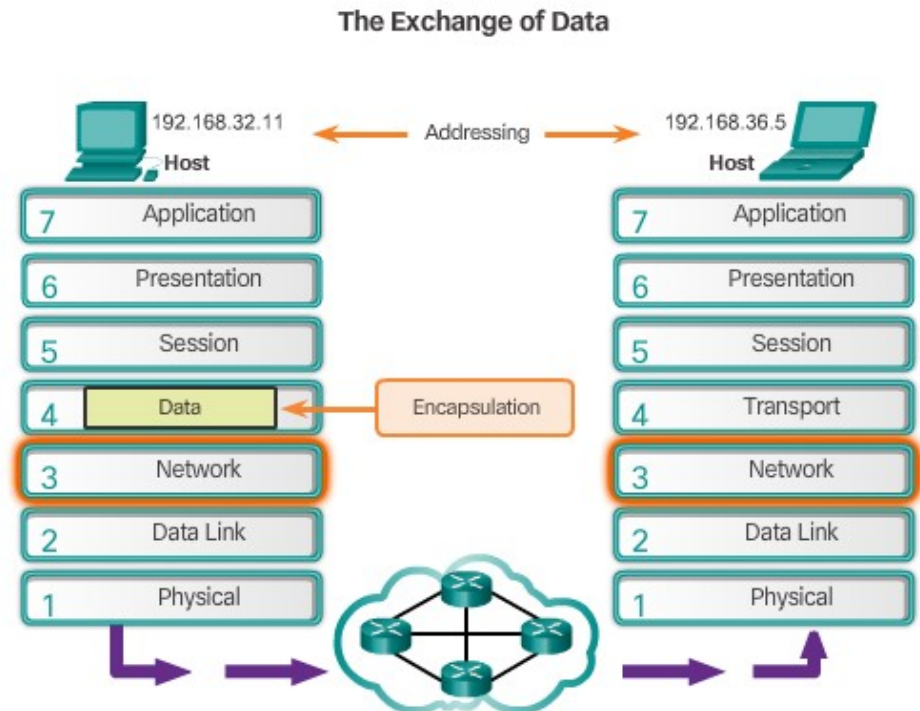 The Exchange of Data
192.168.32.11
Addressing
192.168.36.5
Host
Host
7 Application
7 Application
6 Presentation
6 Presentation
5 Session
5 Session
4 Data
Encapsulation
4 Transport
3 Network
3 Network
2 Data Link
2 Data Link
1 Physical
1 Physical